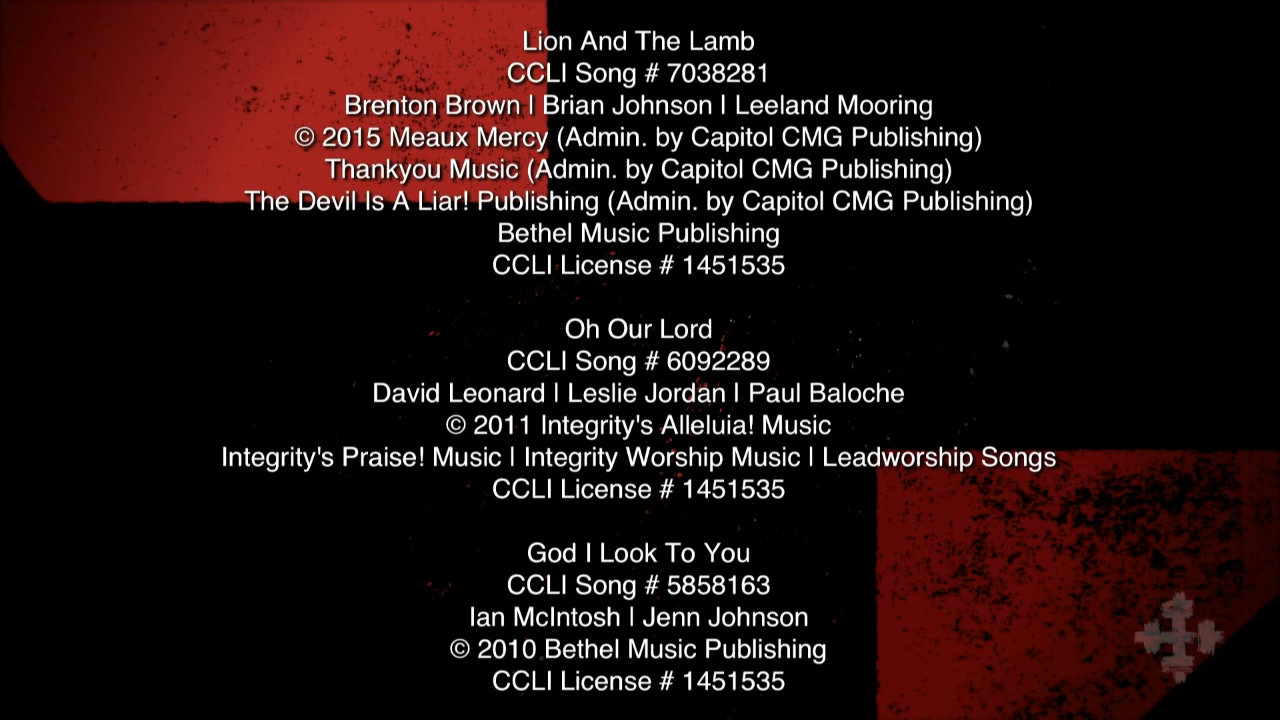 Lion And The Lamb
CCLI Song # 7038281
Brenton Brown | Brian Johnson | Leeland Mooring
© 2015 Meaux Mercy (Admin. by Capitol CMG Publishing)
Thankyou Music (Admin. by Capitol CMG Publishing)
The Devil Is A Liar! Publishing (Admin. by Capitol CMG Publishing)
Bethel Music Publishing
CCLI License # 1451535
Oh Our Lord
CCLI Song # 6092289
David Leonard | Leslie Jordan | Paul Baloche
© 2011 Integrity's Alleluia! Music
Integrity's Praise! Music | Integrity Worship Music | Leadworship Songs
CCLI License # 1451535
God I Look To You
CCLI Song # 5858163
Ian McIntosh | Jenn Johnson
© 2010 Bethel Music Publishing
CCLI License # 1451535